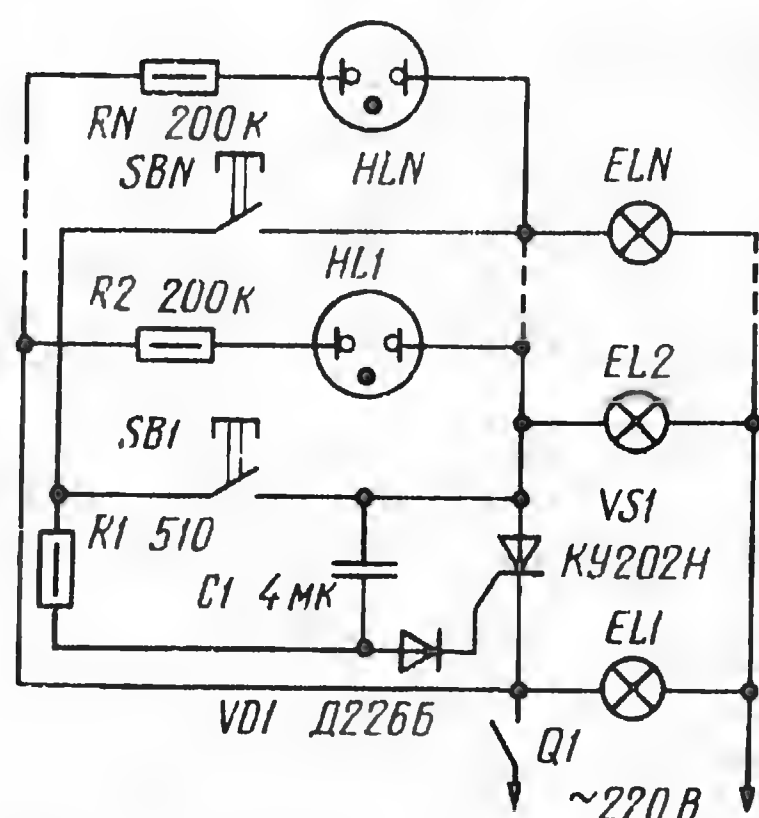 RN 200к
HLN
SBN
ELN
HL1
R2 200к
EL2
SB1
VS1
R1 510
КУ202Н
C1 4мк
EL1
VD1 Д226Б
Q1
~220 В